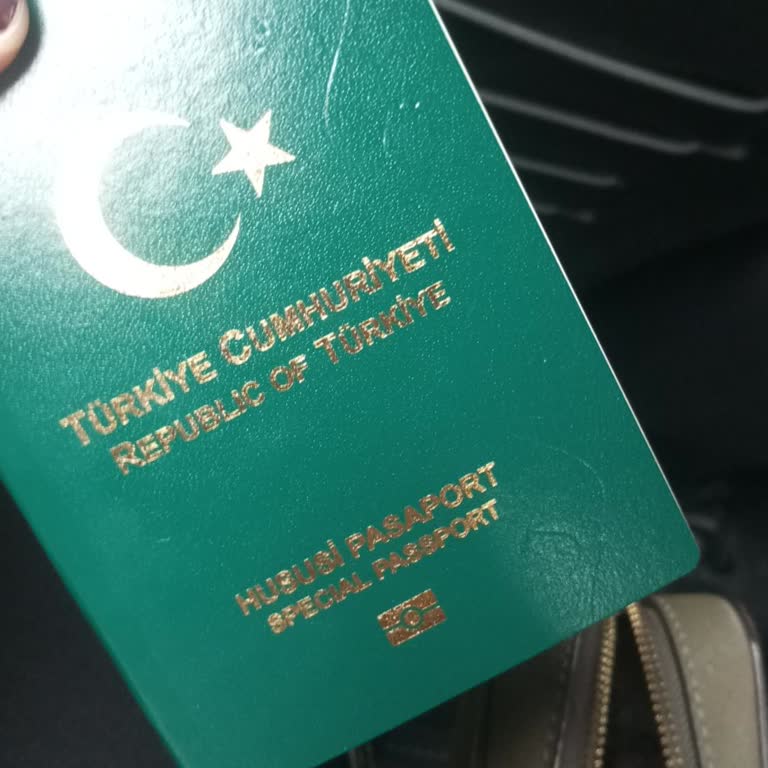 TÜRKİYE CUMHURİYETİ
REPUBLIC OF TÜRKİYE
HUSUSİ PASAPORT
SPECIAL PASSPORT